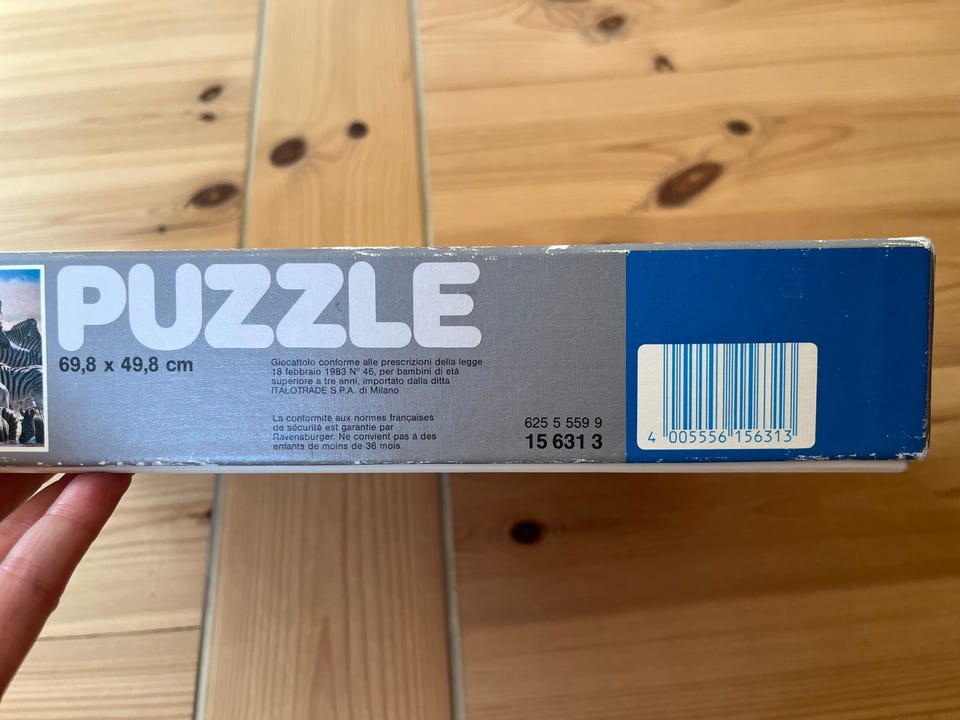 PUZZLE
69,8 x 49,8 cm
Giocattolo conforme alle prescrizioni della legge
18 febbraio 1983 N° 46, per bambini di età
superiore a tre anni, importato dalla ditta
ITALOTRADE S.P.A. di Milano
La conformité aux normes françaises
de sécurité est garantie par
Ravensburger. Ne convient pas à des
enfants de moins de 36 mois.
625 5 559 9
15 631 3
4 005556 156313